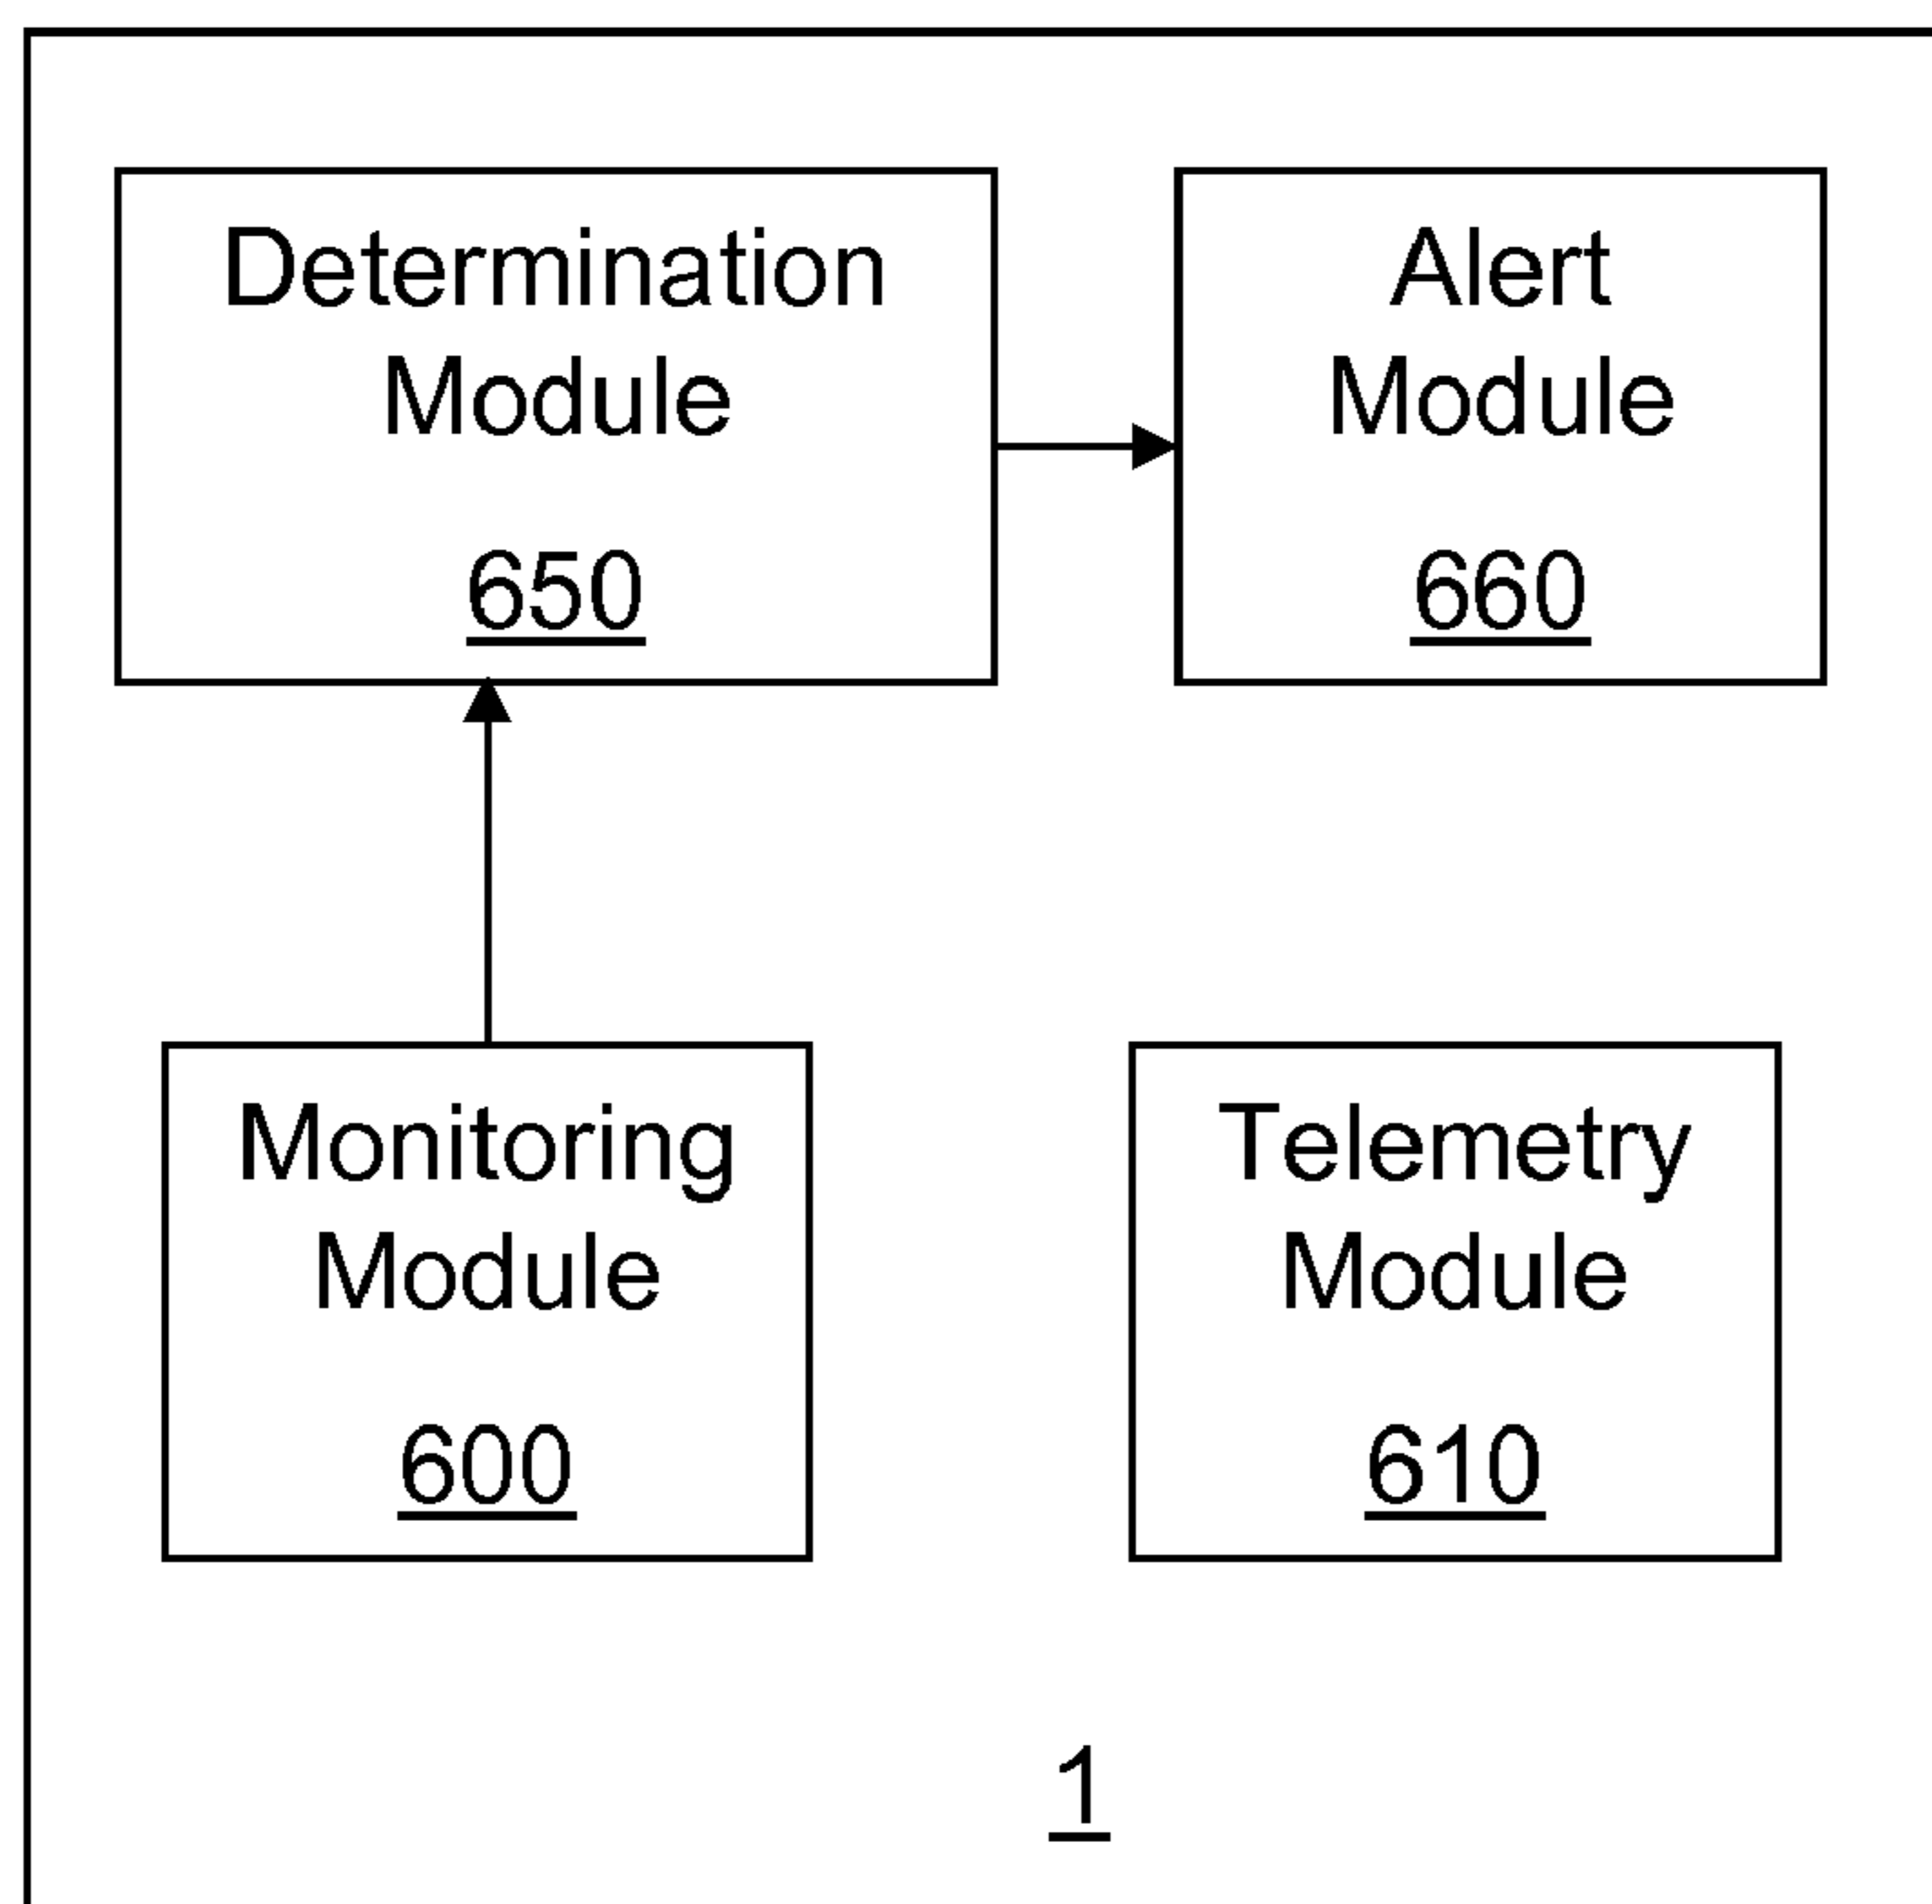 Determination
Module
650
Alert
Module
660
Monitoring
Module
600
Telemetry
Module
610
1